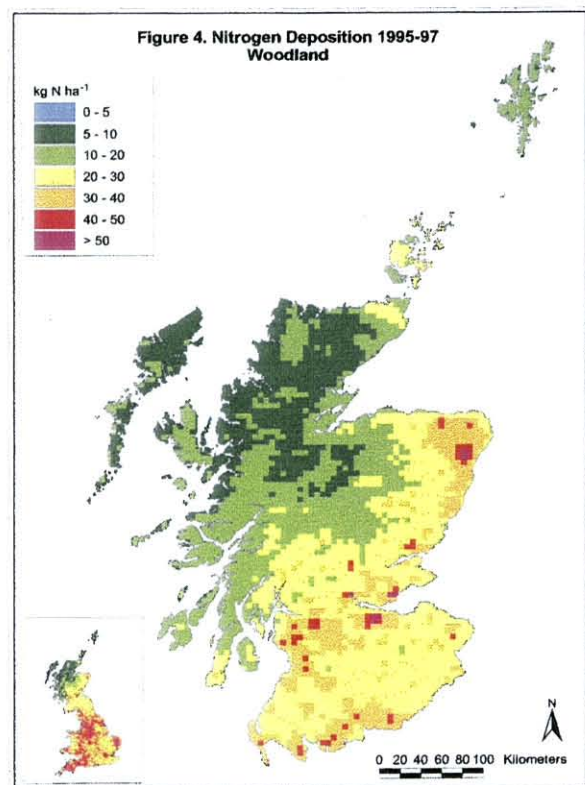 Figure 4. Nitrogen Deposition 1995-97
Woodland
kg N ha⁻¹
0 - 5
5 - 10
10 - 20
20 - 30
30 - 40
40 - 50
> 50
N
0 20 40 60 80 100 Kilometers